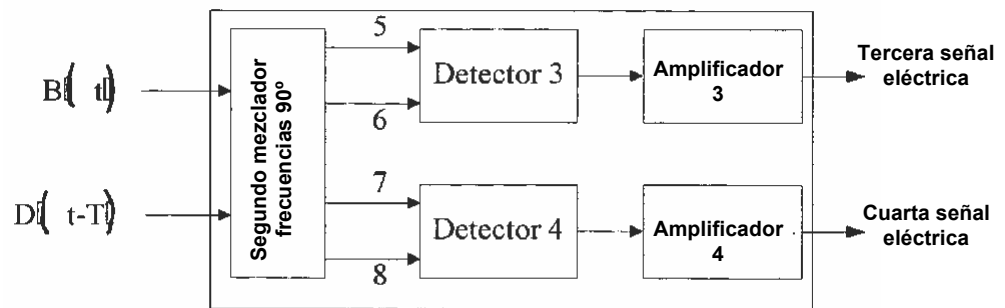 B( t)
D( t-T)
Segundo mezclador
frecuencias 90º
5
6
7
8
Detector 3
Detector 4
Amplificador
3
Amplificador
4
Tercera señal
eléctrica
Cuarta señal
eléctrica